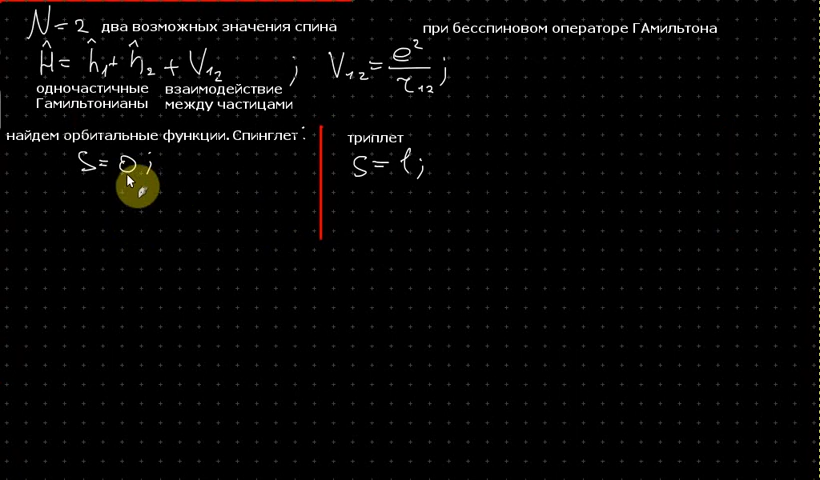 N = 2 два возможных значения спина при бесспиновом операторе ГАмильтона
Ĥ = ĥ₁ + ĥ₂ + V₁₂ ; V₁₂ = e²/r₁₂ ;
одночастичные взаимодействие
Гамильтонианы между частицами
найдем орбитальные функции. Спинглет :
триплет
S = 0 ;
S = 1 ;